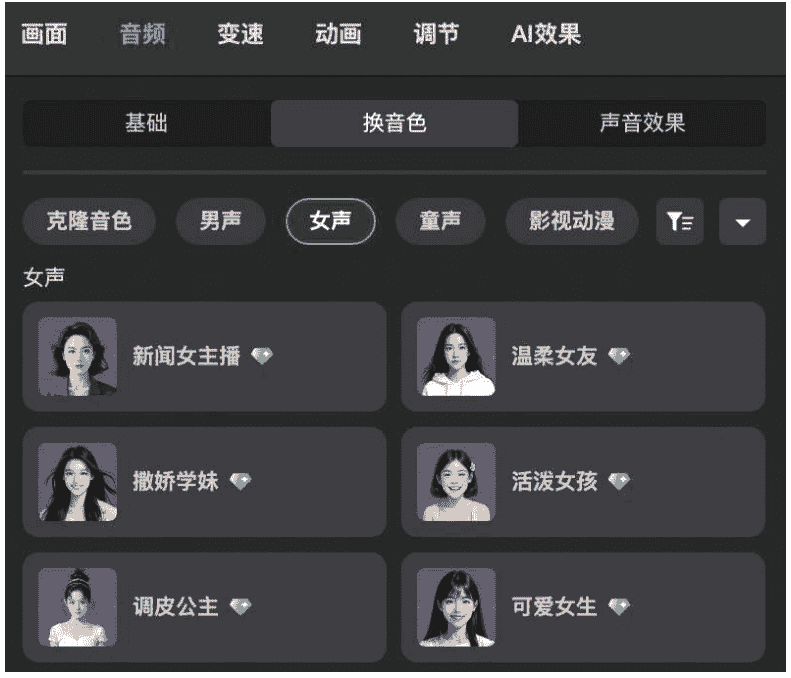 画面 音频 变速 动画 调节 AI效果
基础 换音色 声音效果
克隆音色 男声 女声 童声 影视动漫
女声
新闻女主播 温柔女友
撒娇学妹 活泼女孩
调皮公主 可爱女生